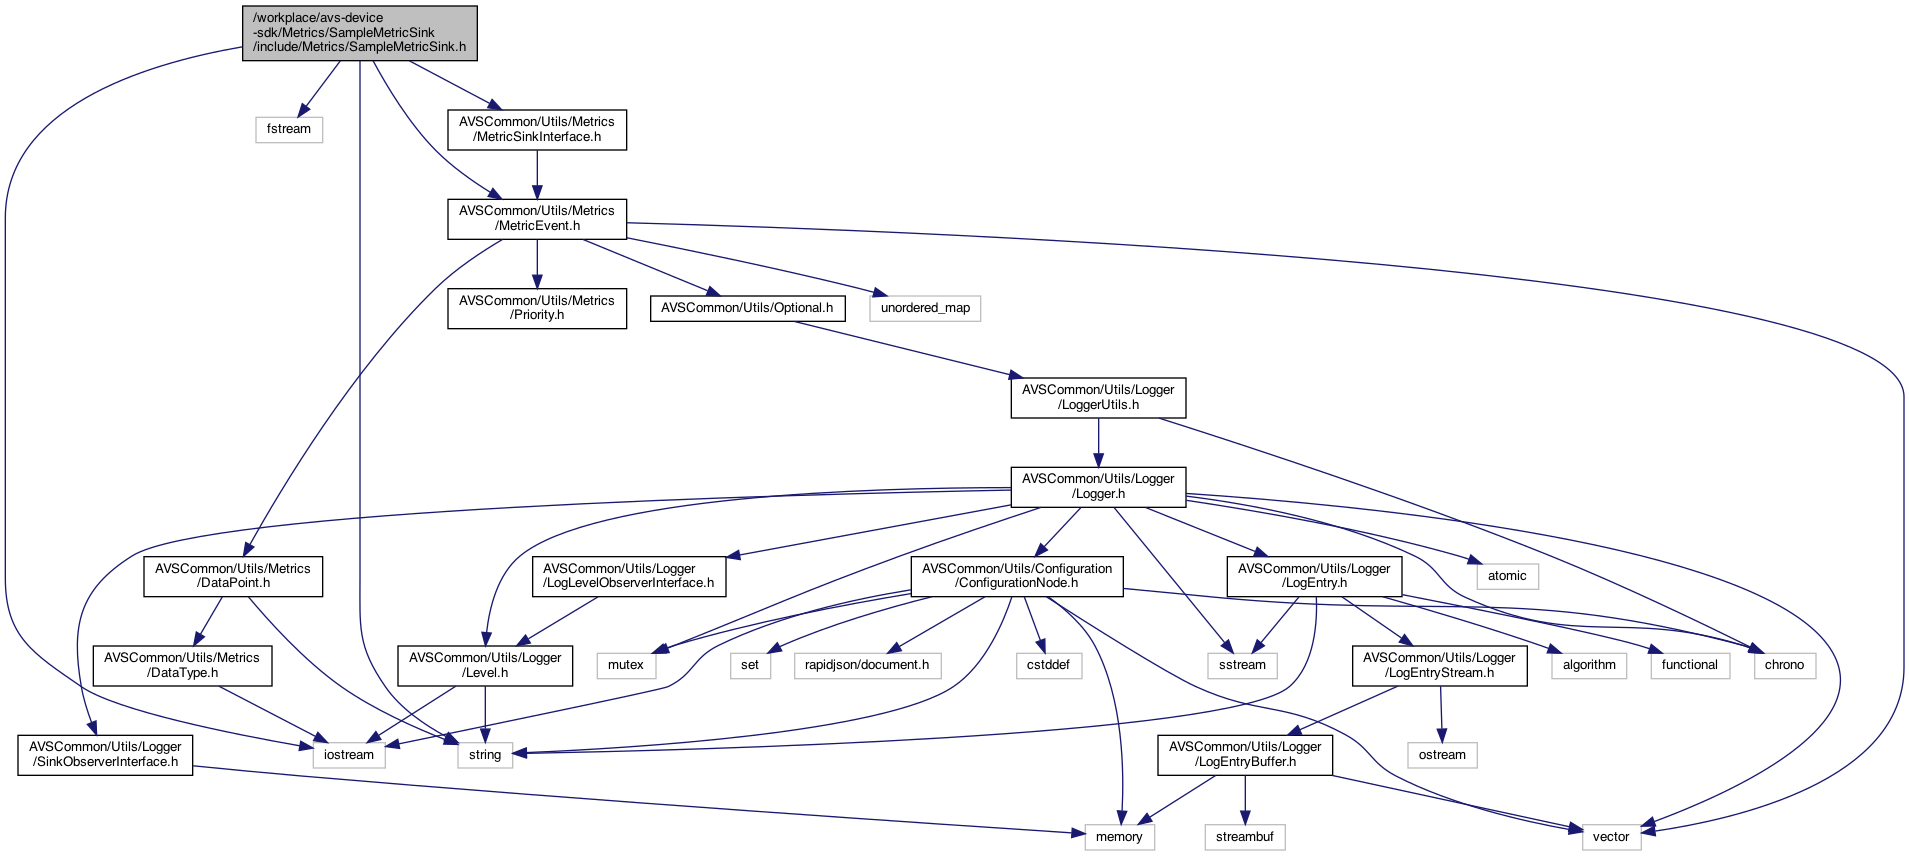 /workplace/avs-device
-sdk/Metrics/SampleMetricSink
/include/Metrics/SampleMetricSink.h
fstream
AVSCommon/Utils/Metrics
/MetricSinkInterface.h
AVSCommon/Utils/Metrics
/MetricEvent.h
AVSCommon/Utils/Metrics
/Priority.h
AVSCommon/Utils/Optional.h
unordered_map
AVSCommon/Utils/Logger
/LoggerUtils.h
AVSCommon/Utils/Logger
/Logger.h
AVSCommon/Utils/Metrics
/DataPoint.h
AVSCommon/Utils/Logger
/LogLevelObserverInterface.h
AVSCommon/Utils/Configuration
/ConfigurationNode.h
AVSCommon/Utils/Logger
/LogEntry.h
atomic
AVSCommon/Utils/Metrics
/DataType.h
AVSCommon/Utils/Logger
/Level.h
mutex
set
rapidjson/document.h
cstddef
sstream
AVSCommon/Utils/Logger
/LogEntryStream.h
algorithm
functional
chrono
AVSCommon/Utils/Logger
/SinkObserverInterface.h
iostream
string
AVSCommon/Utils/Logger
/LogEntryBuffer.h
ostream
memory
streambuf
vector